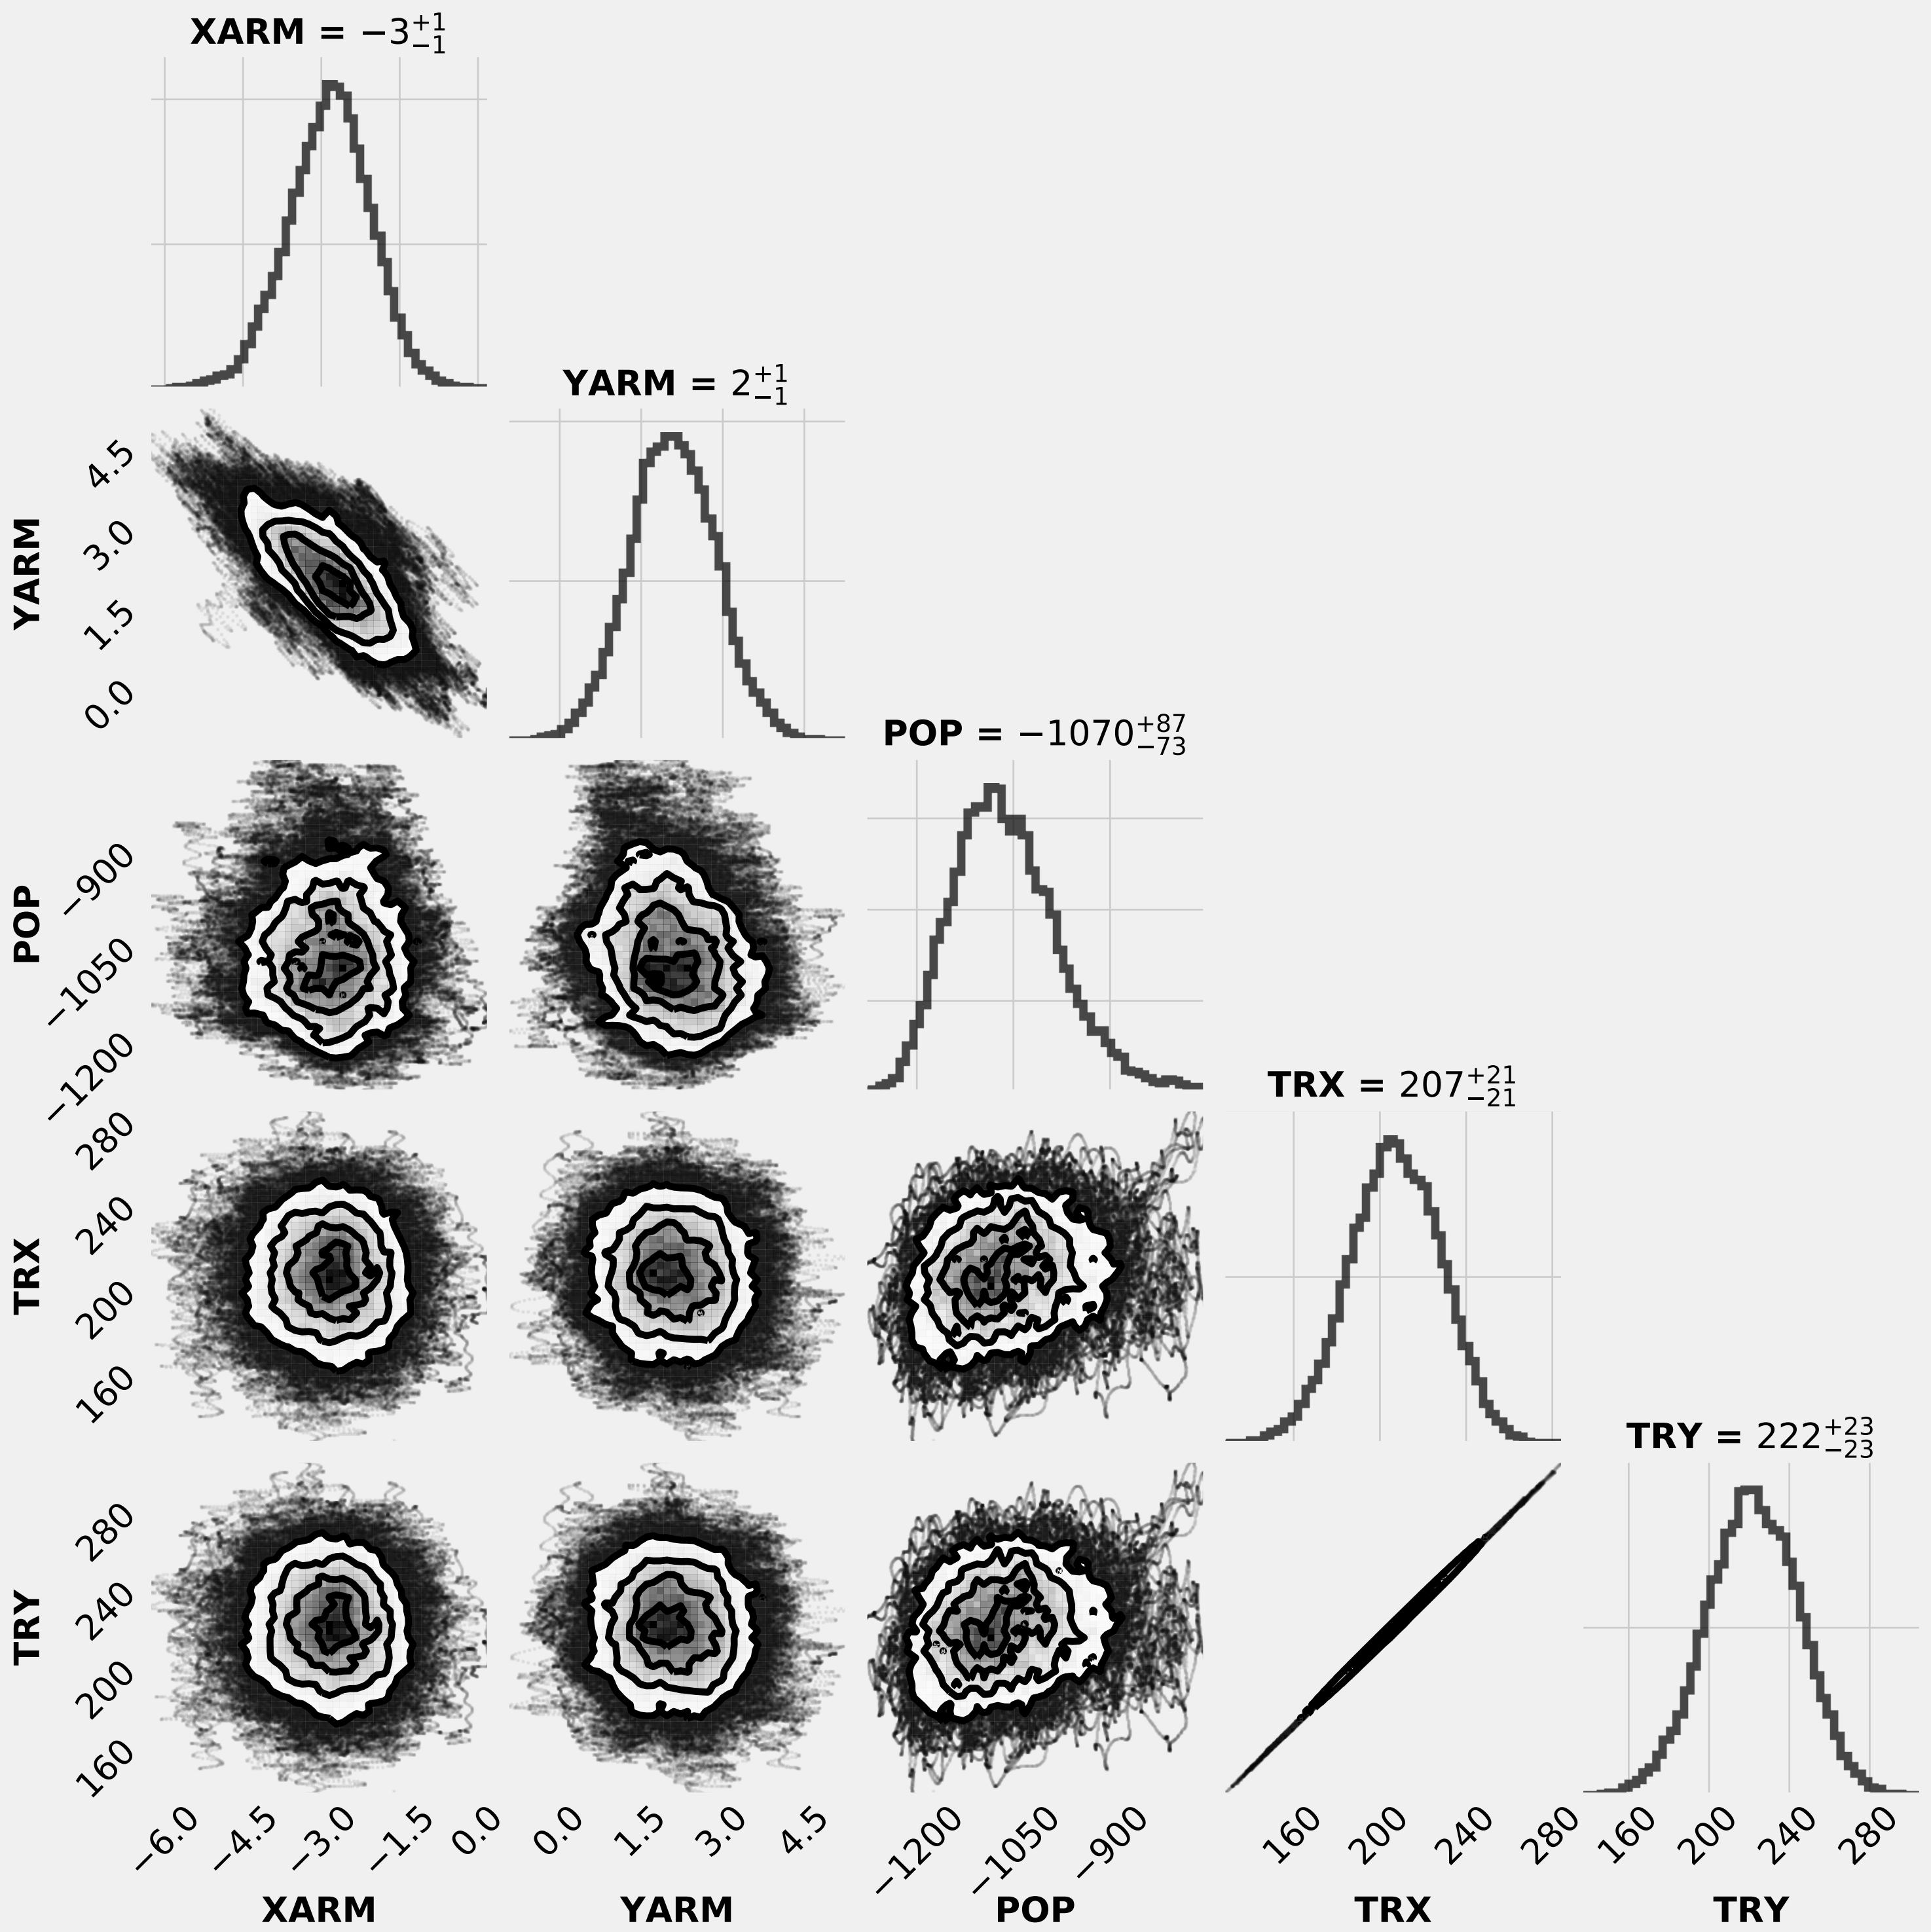 XARM = −3 +1 −1
YARM = 2 +1 −1
4.5
3.0
1.5
0.0
YARM
POP = −1070 +87 −73
−900
−1050
−1200
POP
TRX = 207 +21 −21
280
240
200
160
TRX
TRY = 222 +23 −23
280
240
200
160
TRY
−6.0 −4.5 −3.0 −1.5 0.0 0.0 1.5 3.0 4.5 −1200 −1050 −900 160 200 240 280 160 200 240 280
XARM YARM POP TRX TRY